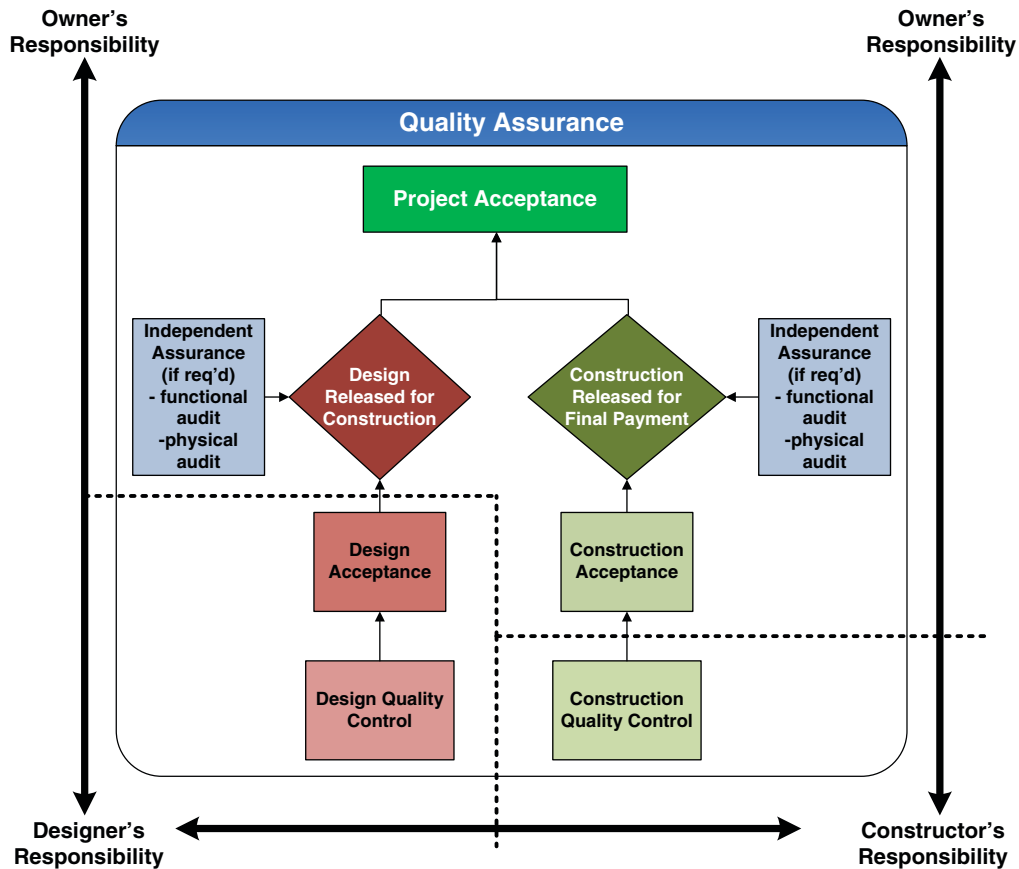 Owner's
Responsibility
Owner's
Responsibility
Quality Assurance
Project Acceptance
Independent
Assurance
(if req'd)
- functional
audit
-physical
audit
Design
Released for
Construction
Construction
Released for
Final Payment
Independent
Assurance
(if req'd)
- functional
audit
-physical
audit
Design
Acceptance
Construction
Acceptance
Design Quality
Control
Construction
Quality Control
Designer's
Responsibility
Constructor's
Responsibility